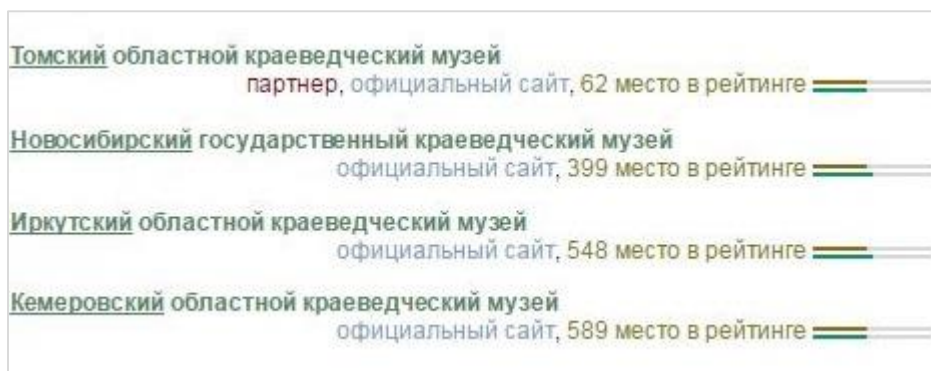 Томский областной краеведческий музей
партнер, официальный сайт, 62 место в рейтинге
Новосибирский государственный краеведческий музей
официальный сайт, 399 место в рейтинге
Иркутский областной краеведческий музей
официальный сайт, 548 место в рейтинге
Кемеровский областной краеведческий музей
официальный сайт, 589 место в рейтинге